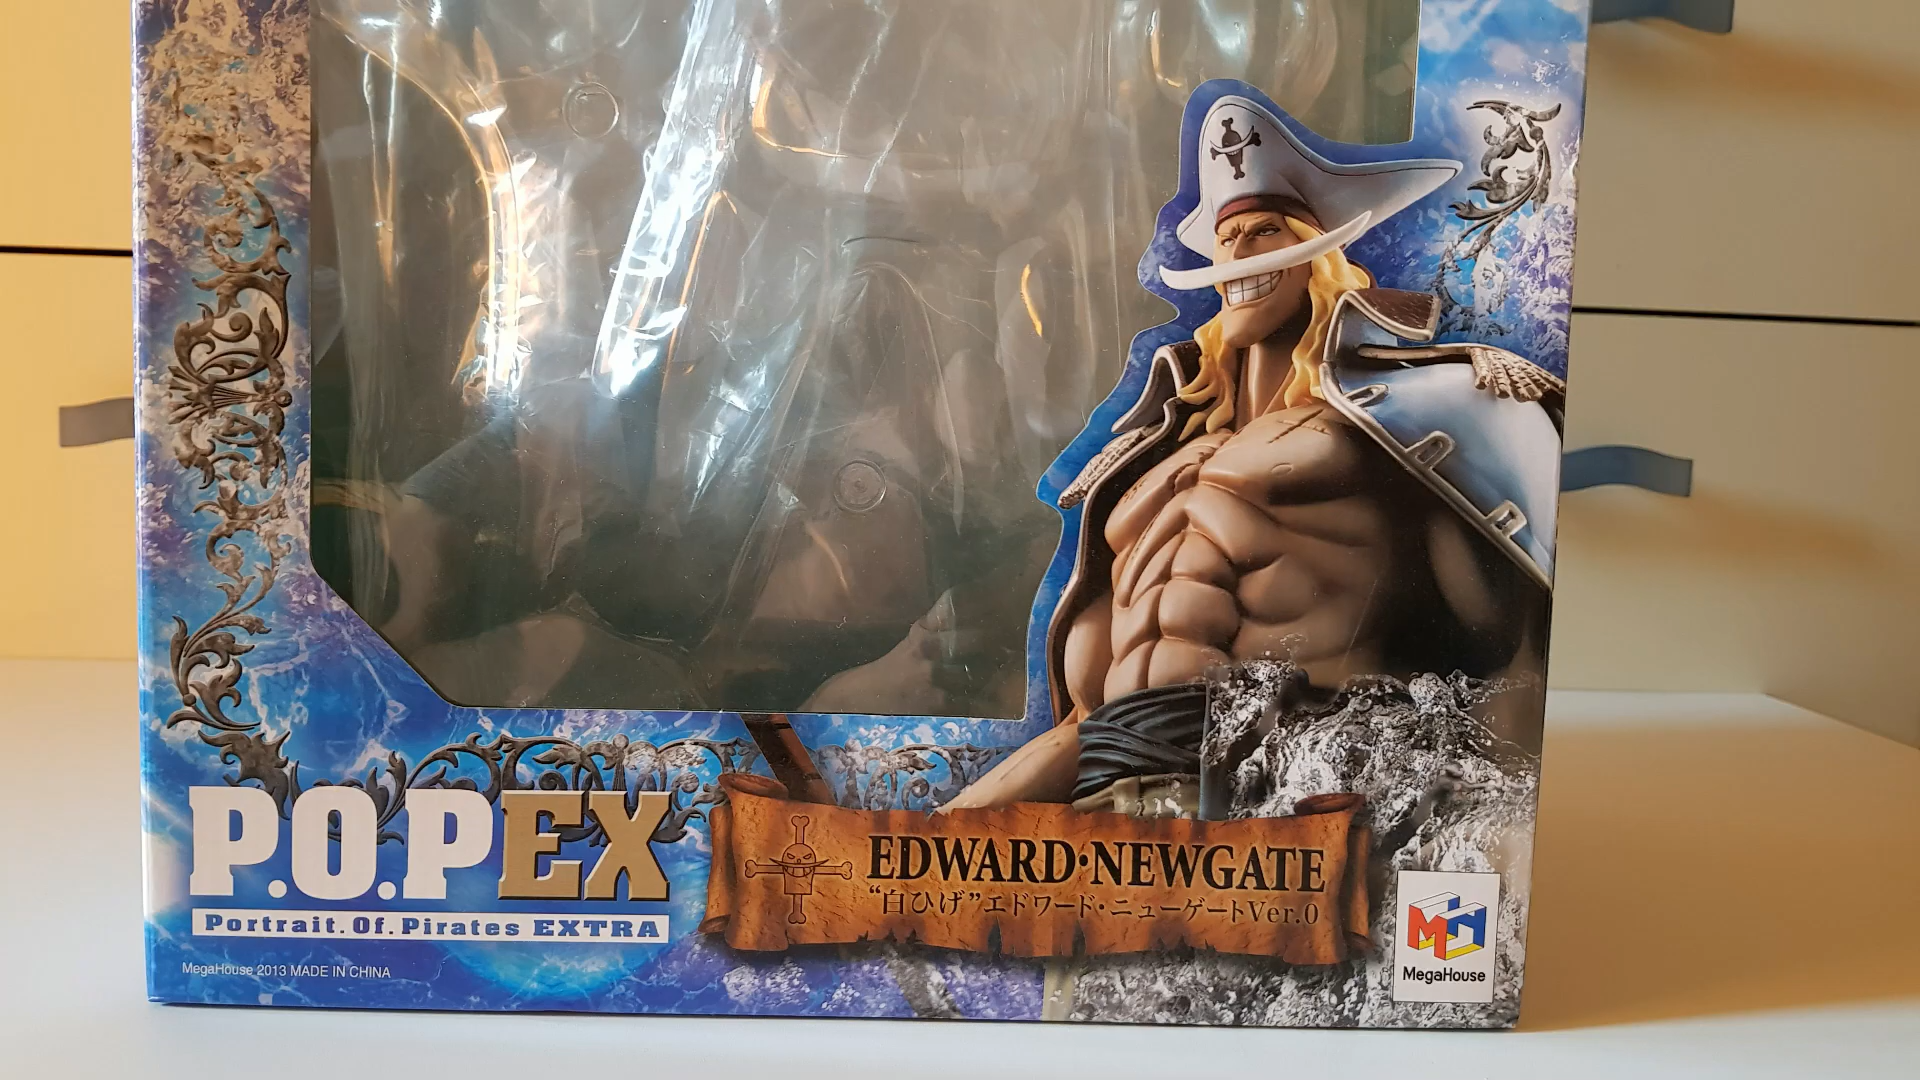 P.O.P EX
Portrait.Of.Pirates EXTRA
MegaHouse 2013 MADE IN CHINA
EDWARD・NEWGATE
“白ひげ”エドワード・ニューゲートVer.0
MegaHouse